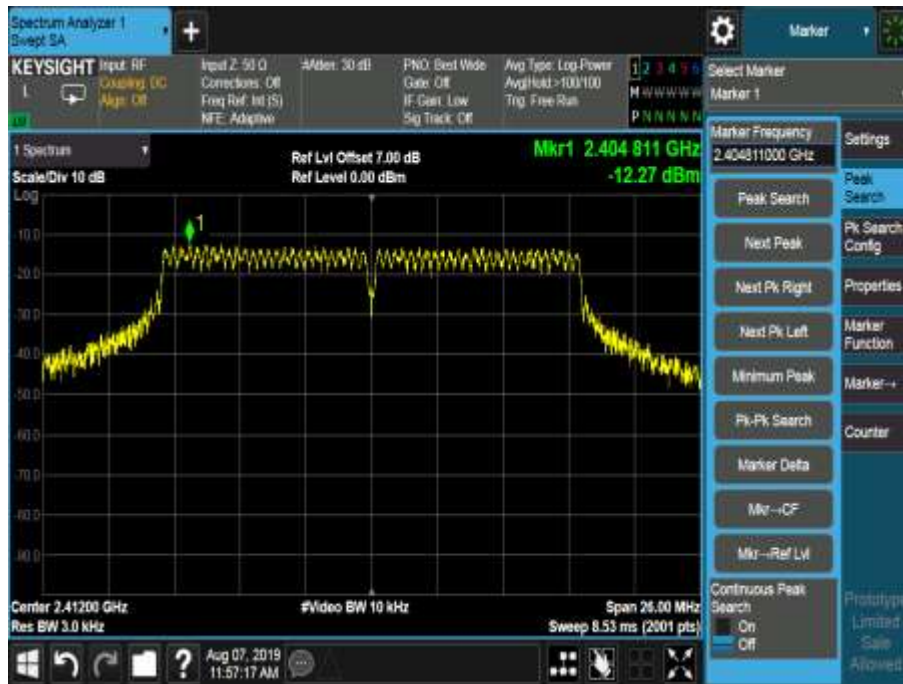 Spectrum Analyzer 1
Swept SA
+
Marker
KEYSIGHT
Input: RF
Coupling: DC
Align: Off
Input Z: 50 Ω
Corrections: Off
Freq Ref: Int (S)
NFE: Adaptive
#Atten: 30 dB
PNO: Best Wide
Gate: Off
IF Gain: Low
Sig Track: Off
Avg Type: Log-Power
Avg|Hold:>100/100
Trig: Free Run
1 2 3 4 5 6
M W W W W W
P N N N N N
L
Select Marker
Marker 1
1 Spectrum
Scale/Div 10 dB
Log
Ref Lvl Offset 7.00 dB
Ref Level 0.00 dBm
Mkr1 2.404 811 GHz
-12.27 dBm
1
-10.0
-20.0
-30.0
-40.0
-50.0
-60.0
-70.0
-80.0
-90.0
Center 2.41200 GHz
Res BW 3.0 kHz
#Video BW 10 kHz
Span 26.00 MHz
Sweep 8.53 ms (2001 pts)
Marker Frequency
2.404811000 GHz
Peak Search
Next Peak
Next Pk Right
Next Pk Left
Minimum Peak
Pk-Pk Search
Marker Delta
Mkr→CF
Mkr→Ref Lvl
Continuous Peak
Search
On
Off
Settings
Peak
Search
Pk Search
Config
Properties
Marker
Function
Marker→
Counter
Prototype
Limited
Sale
Allowed
?
Aug 07, 2019
11:57:17 AM